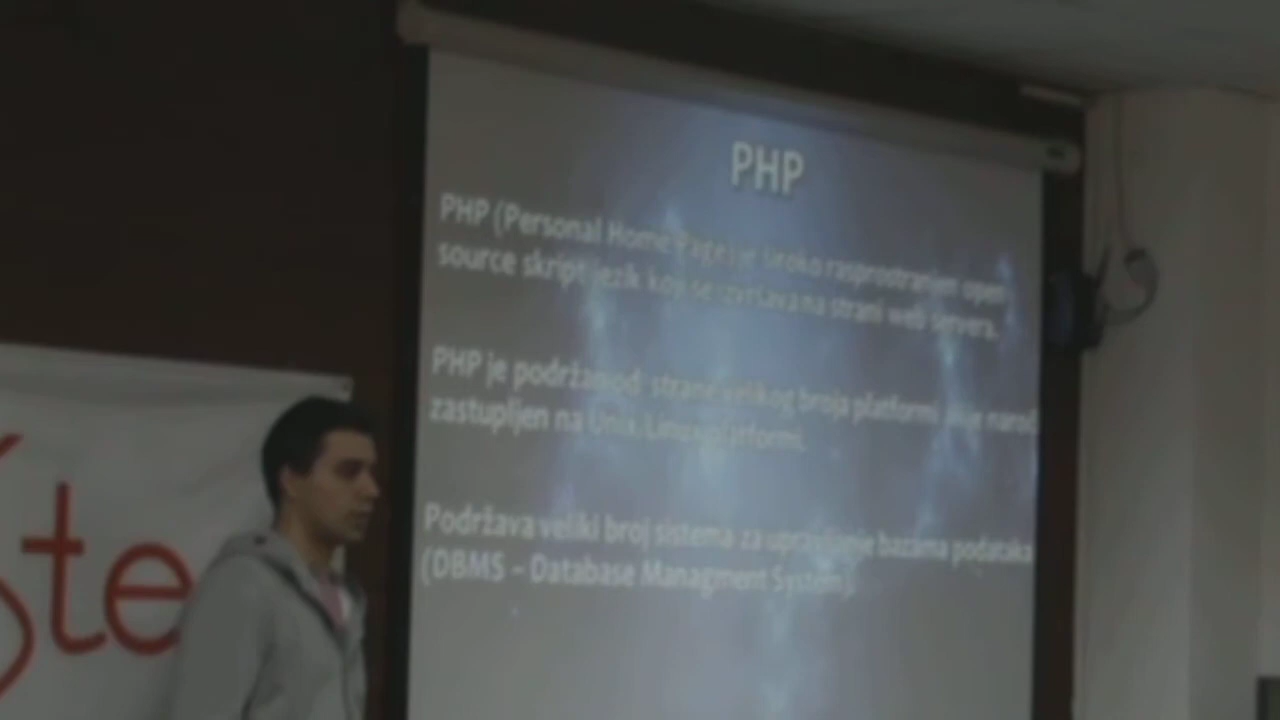 PHP
PHP (Personal Home Page) je široko rasprostranjen open
source skript jezik koji se izvršava na strani web servera.
PHP je podržan od strane velikog broja platformi, a je naroč
zastupljen na Unix, Linux platformi.
Podržava veliki broj sistema za upravljanje bazama podataka
(DBMS – Database Managment System).
šte